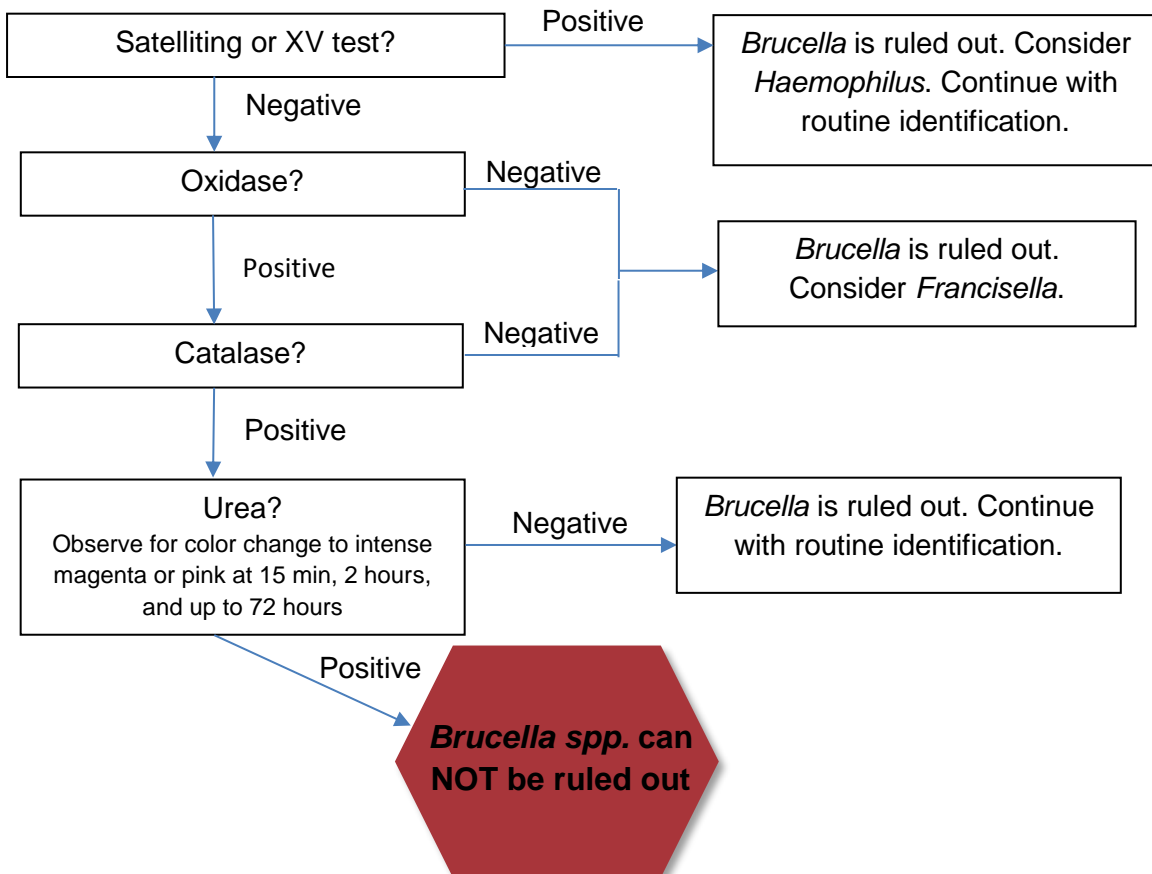 Satelliting or XV test?
Positive
Brucella is ruled out. Consider
Haemophilus. Continue with
routine identification.
Negative
Oxidase?
Negative
Positive
Brucella is ruled out.
Consider Francisella.
Catalase?
Negative
Positive
Urea?
Observe for color change to intense
magenta or pink at 15 min, 2 hours,
and up to 72 hours
Negative
Brucella is ruled out. Continue
with routine identification.
Positive
Brucella spp. can
NOT be ruled out